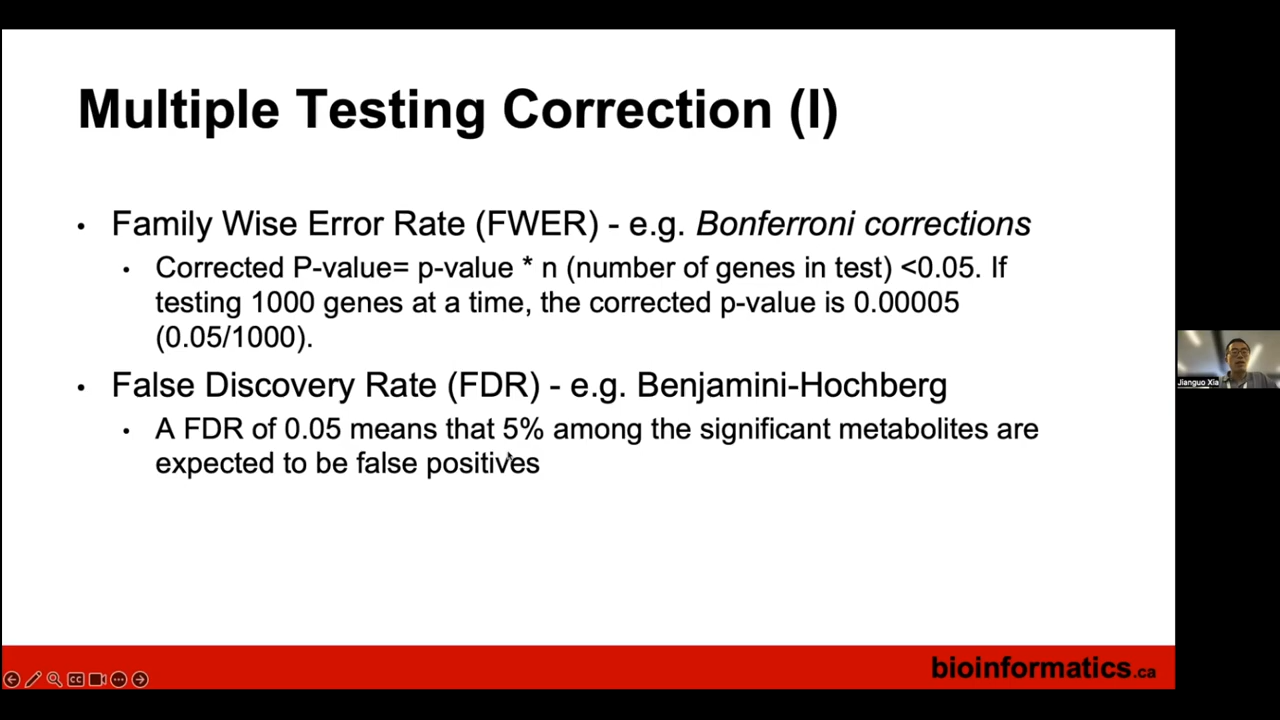 Multiple Testing Correction (I)
• Family Wise Error Rate (FWER) - e.g. Bonferroni corrections
• Corrected P-value= p-value * n (number of genes in test) <0.05. If
testing 1000 genes at a time, the corrected p-value is 0.00005
(0.05/1000).
• False Discovery Rate (FDR) - e.g. Benjamini-Hochberg
• A FDR of 0.05 means that 5% among the significant metabolites are
expected to be false positives
Jianguo Xia
bioinformatics.ca
CC